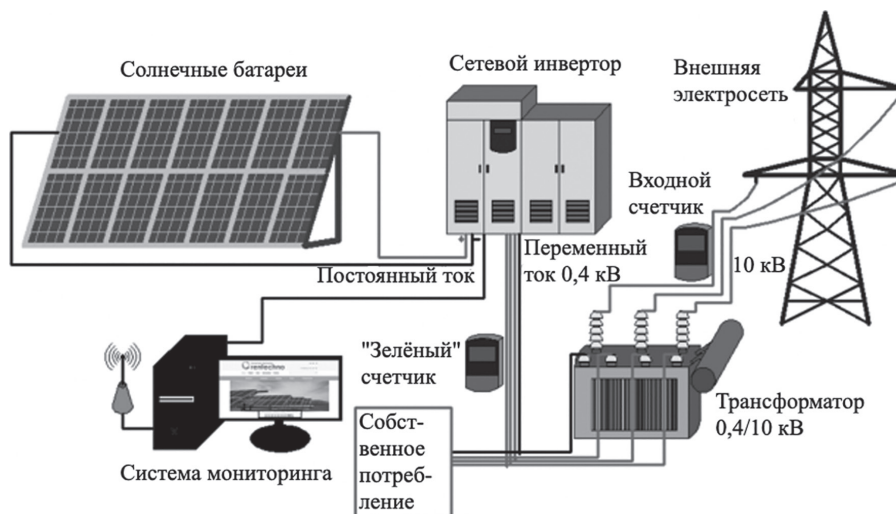 Солнечные батареи
Сетевой инвертор
Внешняя
электросеть
Входной
счетчик
Постоянный ток
Переменный
ток 0,4 кВ
10 кВ
"Зелёный"
счетчик
Трансформатор
0,4/10 кВ
Система мониторинга
Собст-
венное
потреб-
ление